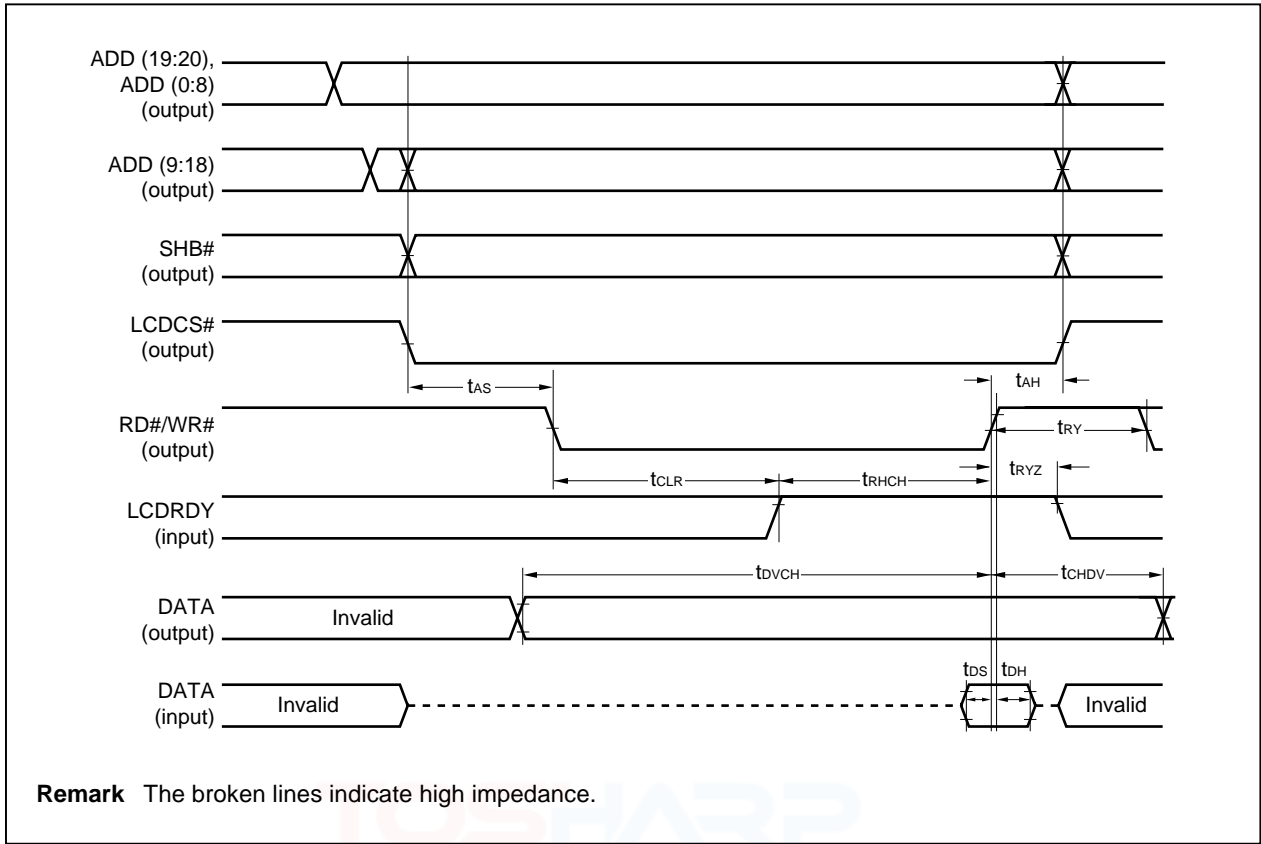 ADD (19:20),
ADD (0:8)
(output)
ADD (9:18)
(output)
SHB#
(output)
LCDCS#
(output)
tAS
tAH
RD#/WR#
(output)
tRY
tRYZ
tCLR
tRHCH
LCDRDY
(input)
tDVCH
tCHDV
DATA
(output)
Invalid
tDS
tDH
DATA
(input)
Invalid
Invalid
Remark The broken lines indicate high impedance.
TOSHARP